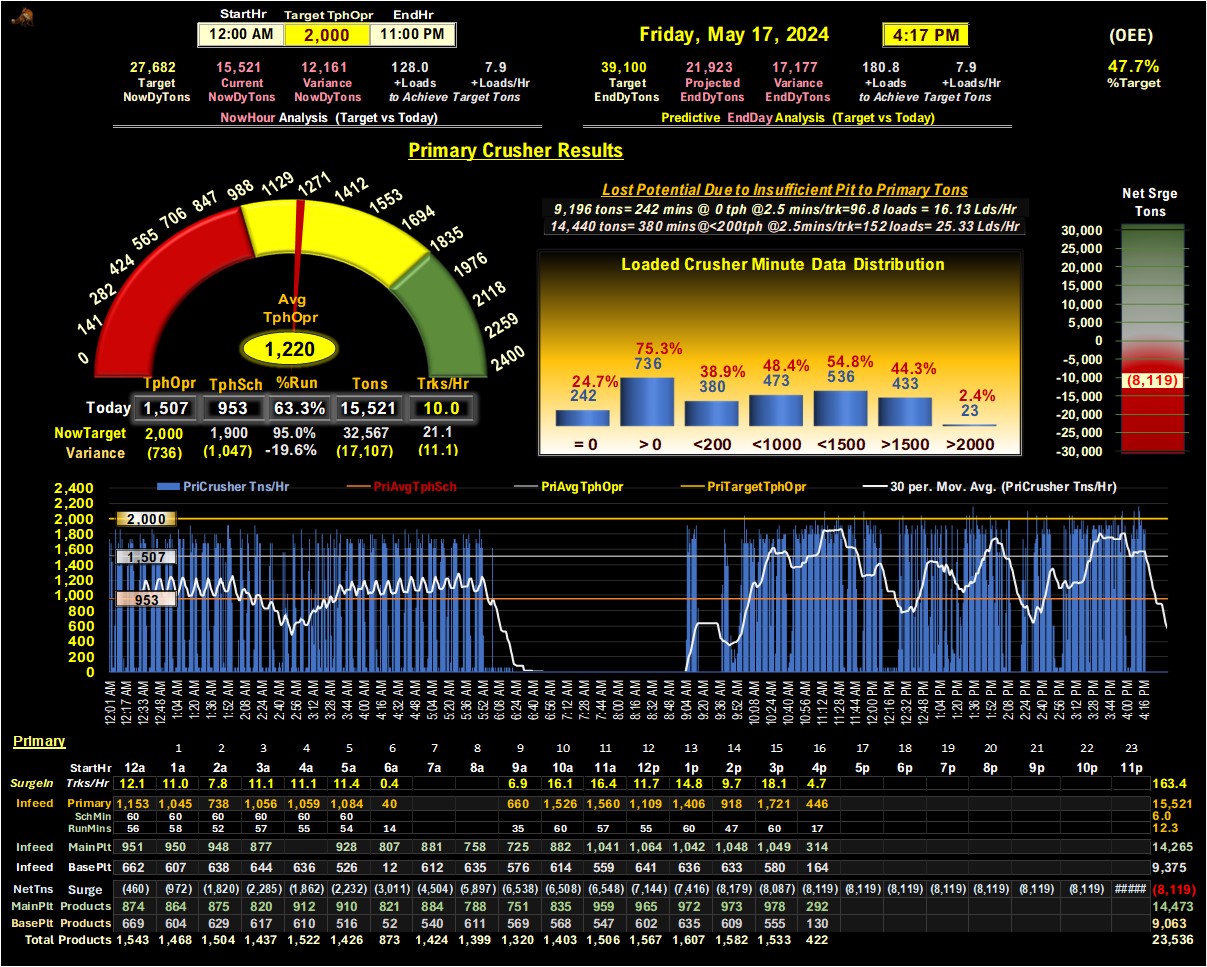 StartHr Target TphOpr EndHr
12:00 AM 2,000 11:00 PM
Friday, May 17, 2024 4:17 PM (OEE)
27,682 15,521 12,161 128.0 7.9 39,100 21,923 17,177 180.8 7.9 47.7%
Target Current Variance +Loads +Loads/Hr Target Projected Variance +Loads +Loads/Hr %Target
NowDyTons NowDyTons NowDyTons to Achieve Target Tons EndDyTons EndDyTons EndDyTons to Achieve Target Tons
NowHour Analysis (Target vs Today) Predictive EndDay Analysis (Target vs Today)
Primary Crusher Results
0 141 282 424 565 706 847 988 1129 1271 1412 1553 1694 1835 1976 2118 2259 2400
Avg
TphOpr
1,220
TphOpr TphSch %Run Tons Trks/Hr
Today 1,507 953 63.3% 15,521 10.0
NowTarget 2,000 1,900 95.0% 32,567 21.1
Variance (736) (1,047) -19.6% (17,107) (11.1)
Lost Potential Due to Insufficient Pit to Primary Tons
9,196 tons= 242 mins @ 0 tph @2.5 mins/trk=96.8 loads = 16.13 Lds/Hr
14,440 tons= 380 mins@<200tph @2.5mins/trk=152 loads= 25.33 Lds/Hr
Loaded Crusher Minute Data Distribution
24.7% 75.3% 38.9% 48.4% 54.8% 44.3% 2.4%
242 736 380 473 536 433 23
= 0 > 0 <200 <1000 <1500 >1500 >2000
Net Srge
Tons
30,000
25,000
20,000
15,000
10,000
5,000
0
-5,000
-10,000
(8,119)
-15,000
-20,000
-25,000
-30,000
PriCrusher Tns/Hr PriAvgTphSch PriAvgTphOpr PriTargetTphOpr 30 per. Mov. Avg. (PriCrusher Tns/Hr)
2,400
2,200
2,000
1,800
1,600
1,400
1,200
1,000
800
600
400
200
0
2,000
1,507
953
12:01 AM 12:17 AM 12:33 AM 12:48 AM 1:04 AM 1:20 AM 1:36 AM 1:52 AM 2:08 AM 2:24 AM 2:40 AM 2:56 AM 3:12 AM 3:28 AM 3:44 AM 4:00 AM 4:16 AM 4:32 AM 4:48 AM 5:04 AM 5:20 AM 5:36 AM 5:52 AM 6:08 AM 6:24 AM 6:40 AM 6:56 AM 7:12 AM 7:28 AM 7:44 AM 8:00 AM 8:16 AM 8:32 AM 8:48 AM 9:04 AM 9:20 AM 9:36 AM 9:52 AM 10:08 AM 10:24 AM 10:40 AM 10:56 AM 11:12 AM 11:28 AM 11:44 AM 12:00 PM 12:16 PM 12:32 PM 12:48 PM 1:04 PM 1:20 PM 1:36 PM 1:52 PM 2:08 PM 2:24 PM 2:40 PM 2:56 PM 3:12 PM 3:28 PM 3:44 PM 4:00 PM 4:16 PM
Primary
1 2 3 4 5 6 7 8 9 10 11 12 13 14 15 16 17 18 19 20 21 22 23
StartHr 12a 1a 2a 3a 4a 5a 6a 7a 8a 9a 10a 11a 12p 1p 2p 3p 4p 5p 6p 7p 8p 9p 10p 11p
SurgeIn Trks/Hr 12.1 11.0 7.8 11.1 11.1 11.4 0.4 6.9 16.1 16.4 11.7 14.8 9.7 18.1 4.7 163.4
Infeed Primary 1,153 1,045 738 1,056 1,059 1,084 40 660 1,526 1,560 1,109 1,406 918 1,721 446 15,521
SchMin 60 60 60 60 60 60 6.0
RunMins 56 58 52 57 55 54 14 35 60 57 55 60 47 60 17 12.3
Infeed MainPlt 951 950 948 877 928 807 881 758 725 882 1,041 1,064 1,042 1,048 1,049 314 14,265
Infeed BasePlt 662 607 638 644 636 526 12 612 635 576 614 559 641 636 633 580 164 9,375
NetTns Surge (460) (972) (1,820) (2,285) (1,862) (2,232) (3,011) (4,504) (5,897) (6,538) (6,508) (6,548) (7,144) (7,416) (8,179) (8,087) (8,119) (8,119) (8,119) (8,119) (8,119) (8,119) (8,119) ##### (8,119)
MainPlt Products 874 864 875 820 912 910 821 884 788 751 835 959 965 972 973 978 292 14,473
BasePlt Products 669 604 629 617 610 516 52 540 611 569 568 547 602 635 609 555 130 9,063
Total Products 1,543 1,468 1,504 1,437 1,522 1,426 873 1,424 1,399 1,320 1,403 1,506 1,567 1,607 1,582 1,533 422 23,536